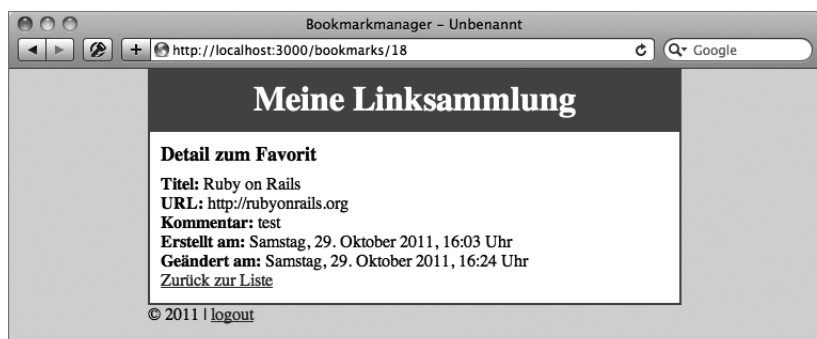 Bookmarkmanager – Unbenannt
http://localhost:3000/bookmarks/18
Google
Meine Linksammlung
Detail zum Favorit
Titel: Ruby on Rails
URL: http://rubyonrails.org
Kommentar: test
Erstellt am: Samstag, 29. Oktober 2011, 16:03 Uhr
Geändert am: Samstag, 29. Oktober 2011, 16:24 Uhr
Zurück zur Liste
© 2011 | logout